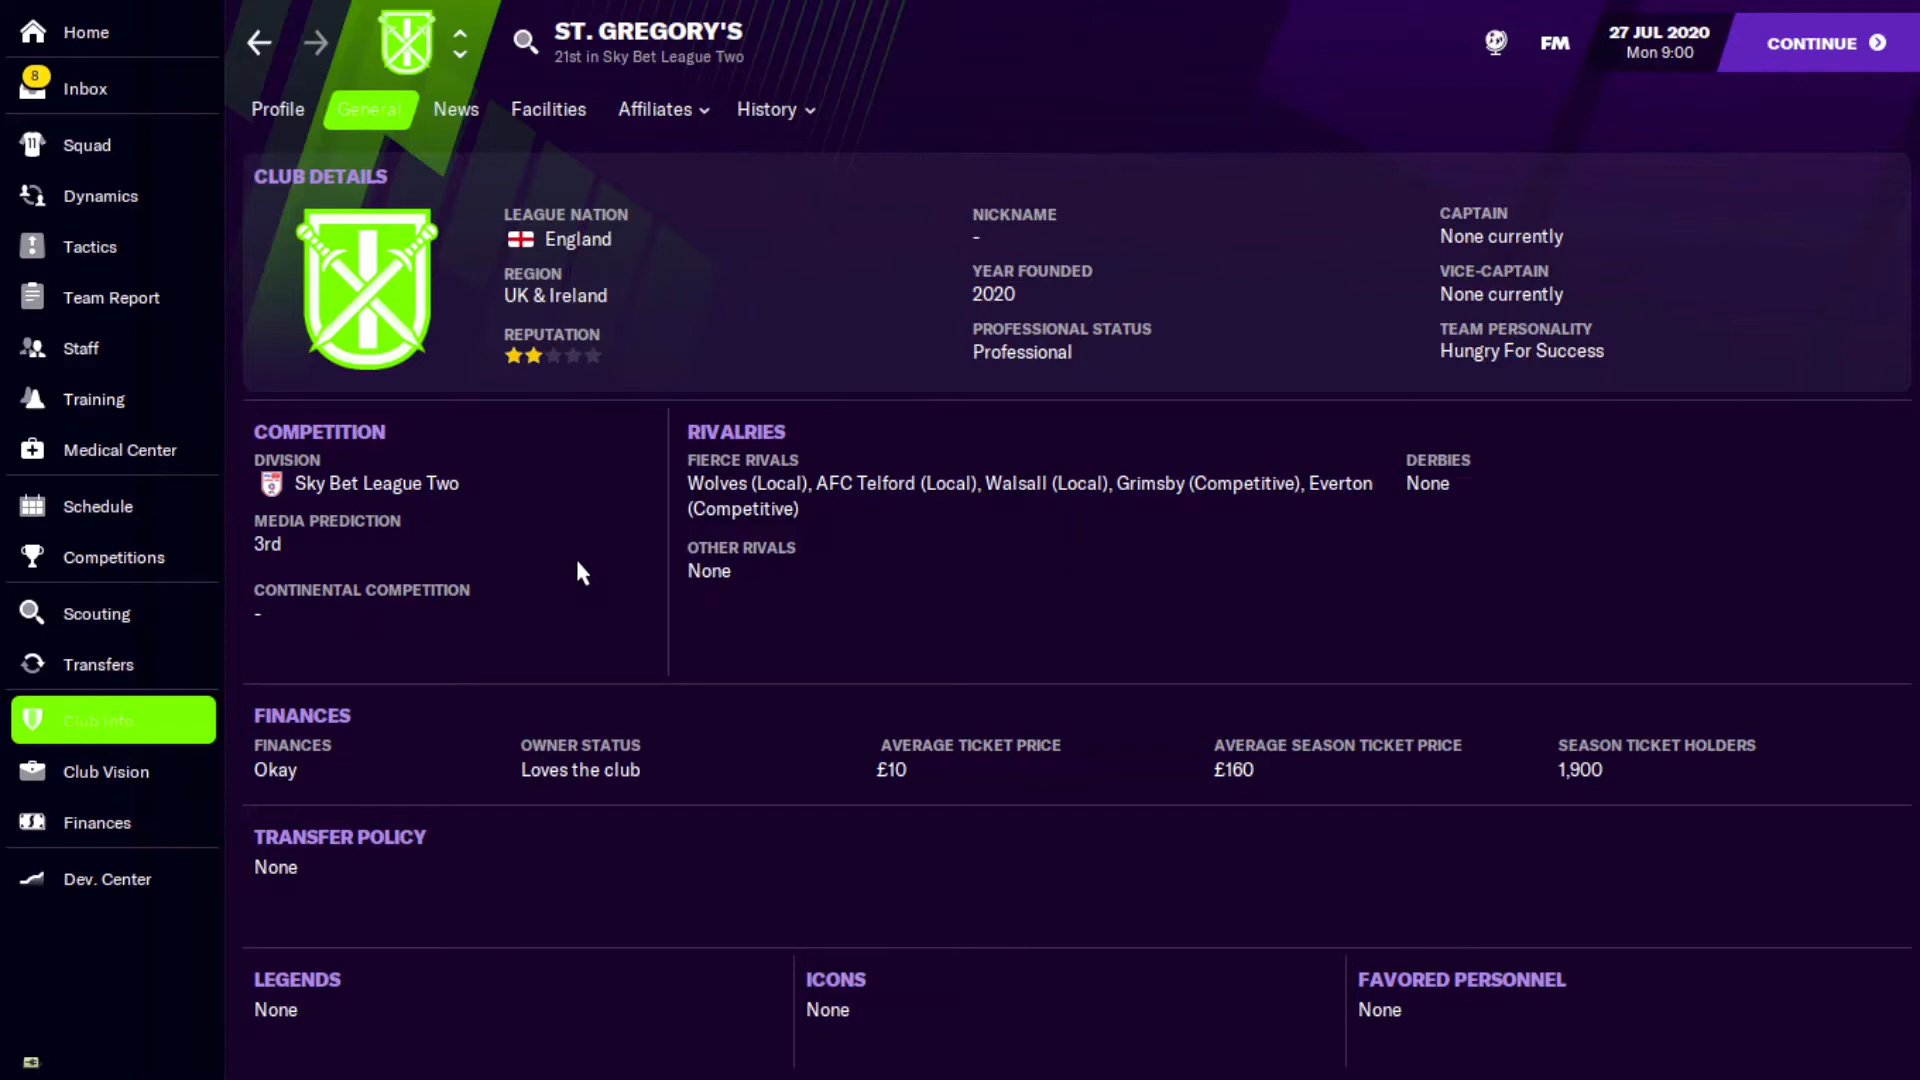 Home
8
Inbox
11
Squad
Dynamics
Tactics
Team Report
Staff
Training
Medical Center
Schedule
Competitions
Scouting
Transfers
Club Info
Club Vision
Finances
Dev. Center
ST. GREGORY'S
21st in Sky Bet League Two
FM
27 JUL 2020
Mon 9:00
CONTINUE
Profile
General
News
Facilities
Affiliates
History
CLUB DETAILS
LEAGUE NATION
England
REGION
UK & Ireland
REPUTATION
NICKNAME
-
YEAR FOUNDED
2020
PROFESSIONAL STATUS
Professional
CAPTAIN
None currently
VICE-CAPTAIN
None currently
TEAM PERSONALITY
Hungry For Success
COMPETITION
DIVISION
Sky Bet League Two
MEDIA PREDICTION
3rd
CONTINENTAL COMPETITION
-
RIVALRIES
FIERCE RIVALS
Wolves (Local), AFC Telford (Local), Walsall (Local), Grimsby (Competitive), Everton
(Competitive)
OTHER RIVALS
None
DERBIES
None
FINANCES
FINANCES
Okay
OWNER STATUS
Loves the club
AVERAGE TICKET PRICE
£10
AVERAGE SEASON TICKET PRICE
£160
SEASON TICKET HOLDERS
1,900
TRANSFER POLICY
None
LEGENDS
None
ICONS
None
FAVORED PERSONNEL
None